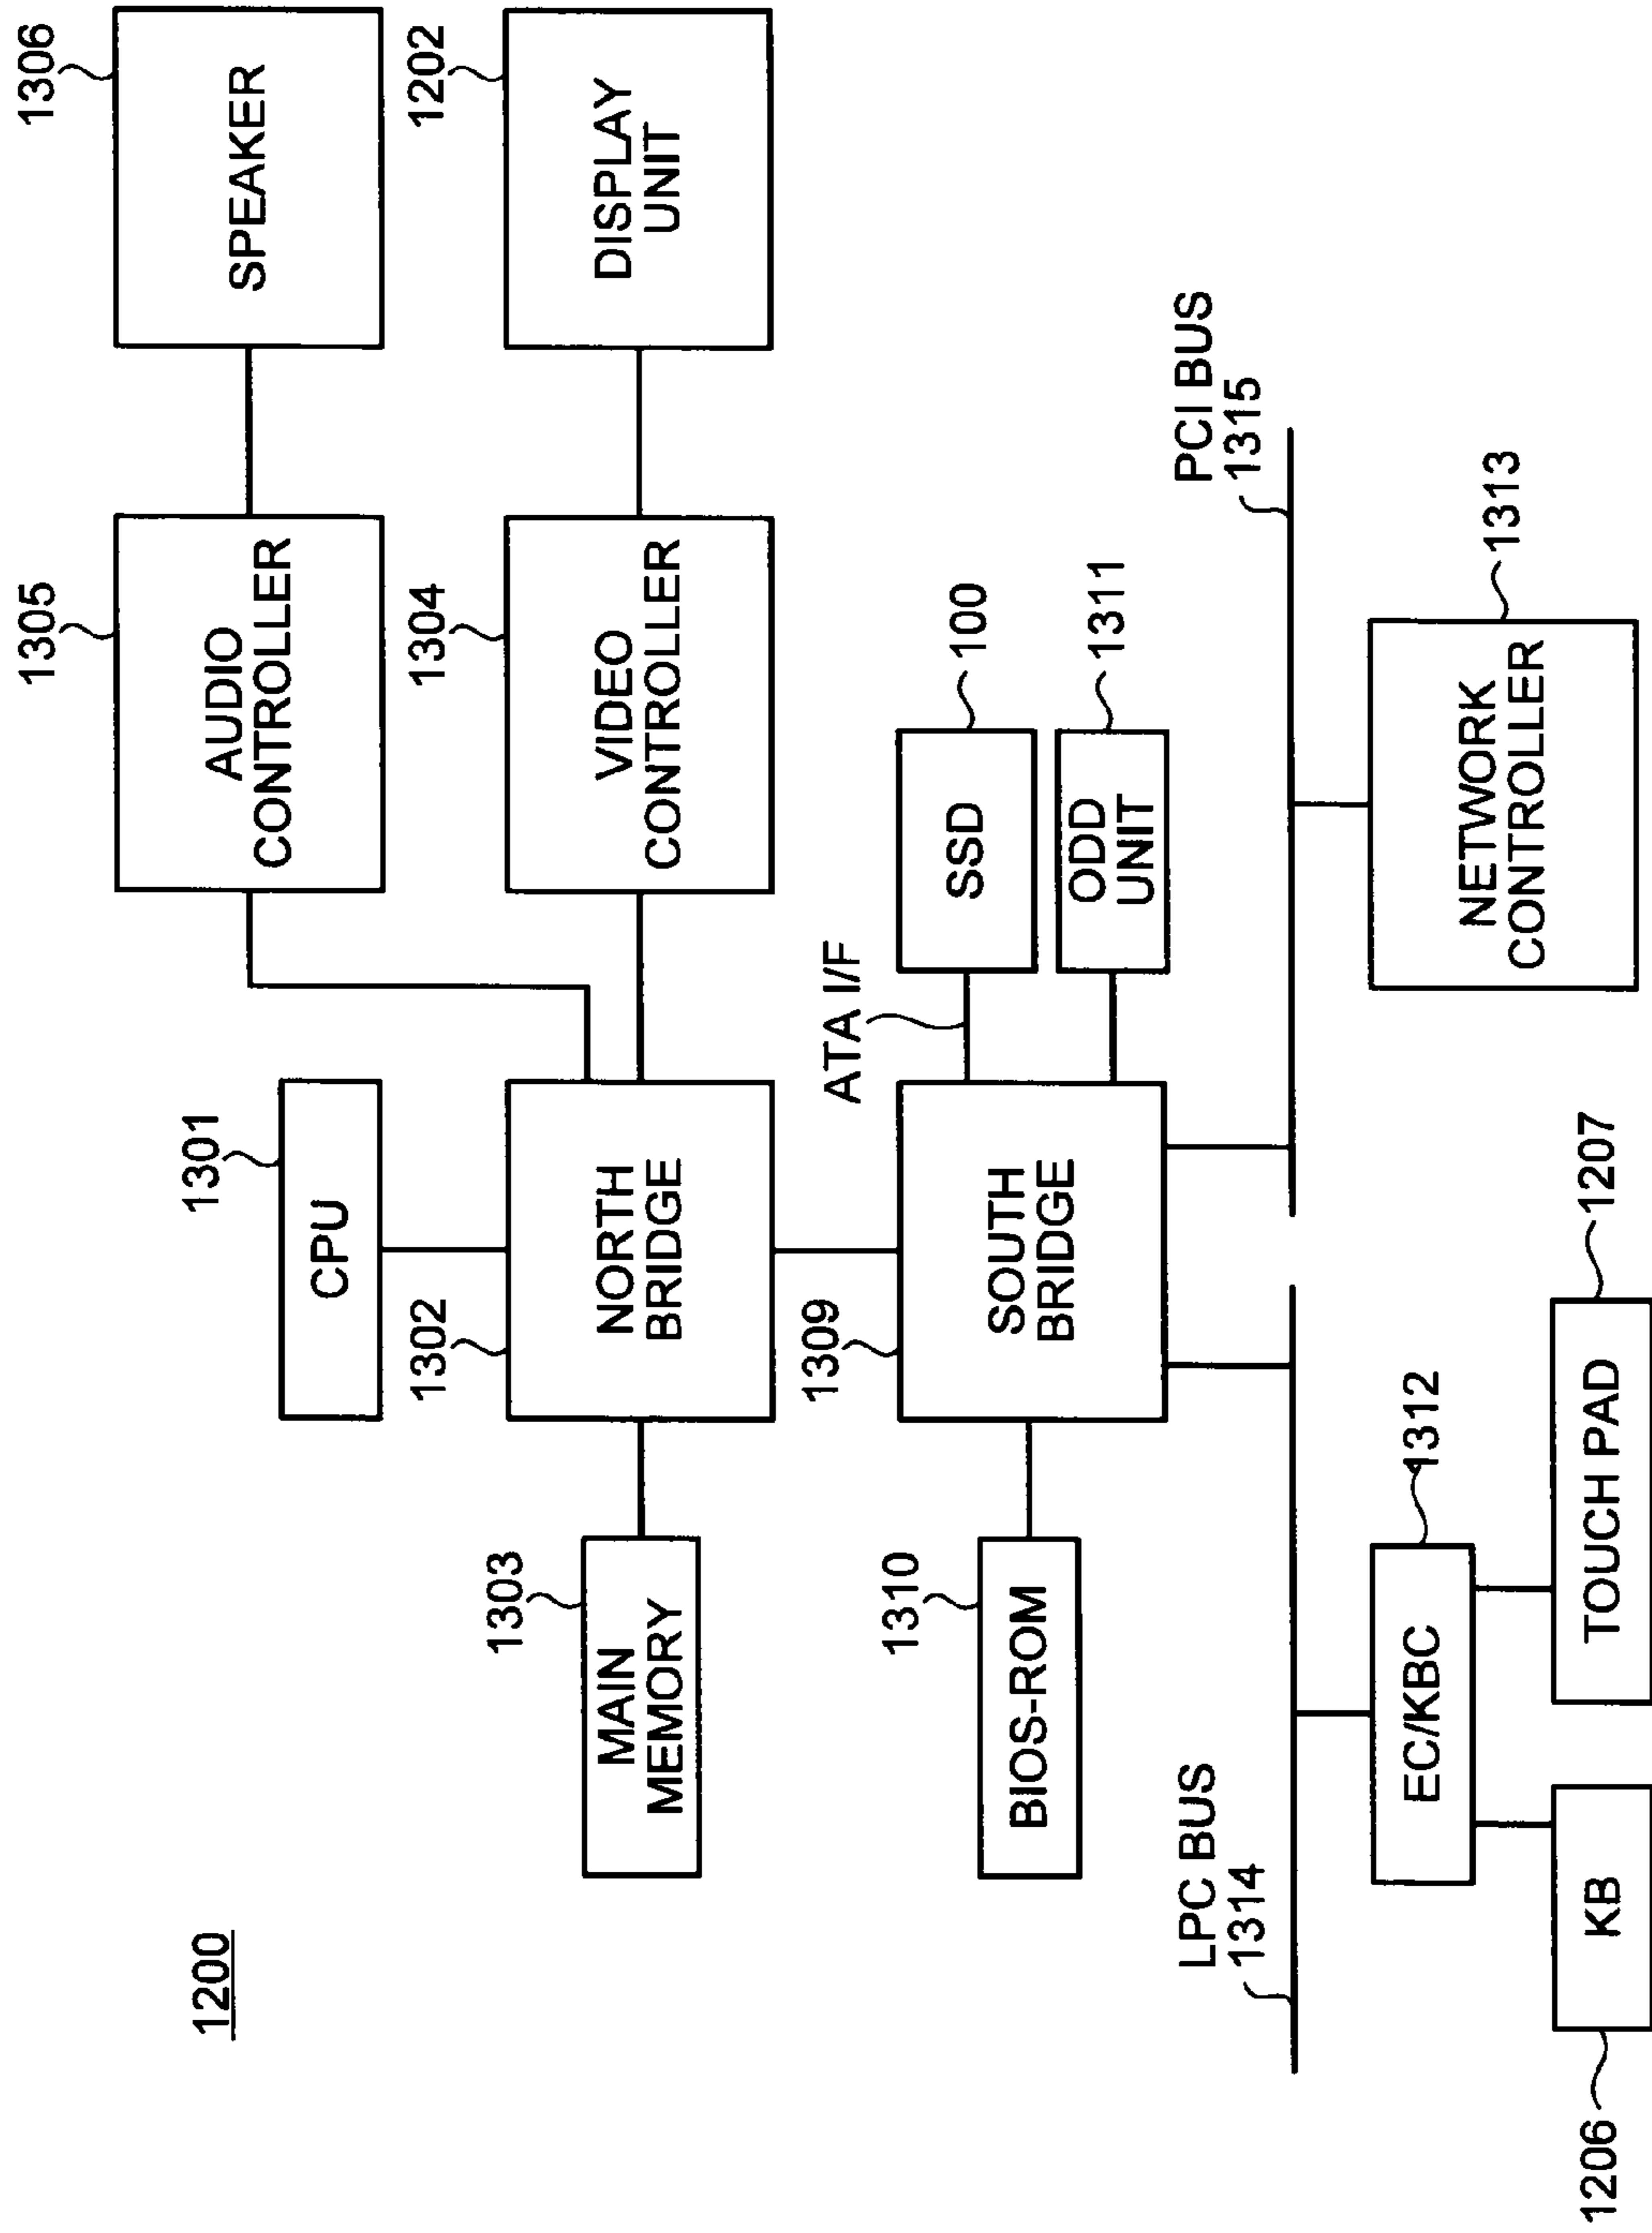 1200
1301
CPU
1305
AUDIO
CONTROLLER
1306
SPEAKER
1303
MAIN
MEMORY
1302
NORTH
BRIDGE
1304
VIDEO
CONTROLLER
1202
DISPLAY
UNIT
1310
BIOS-ROM
1309
SOUTH
BRIDGE
ATA I/F
SSD
100
ODD
UNIT
1311
LPC BUS
1314
PCI BUS
1315
EC/KBC
1312
NETWORK
CONTROLLER
1313
1206
KB
TOUCH PAD
1207